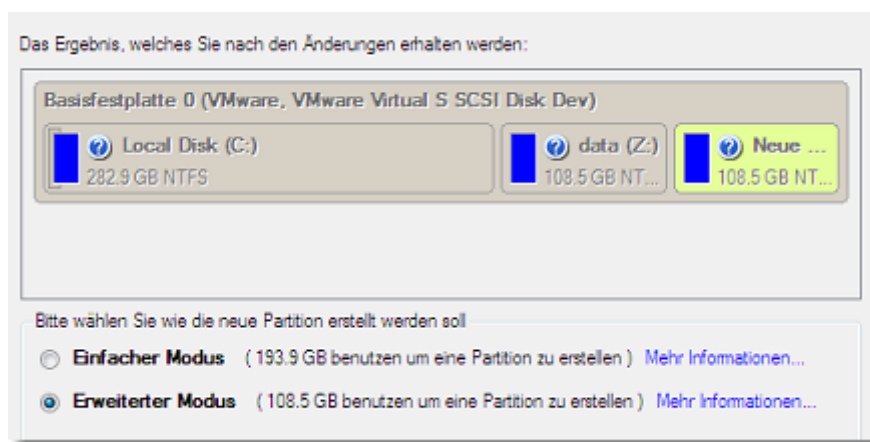 Das Ergebnis, welches Sie nach den Änderungen erhalten werden:
Basisfestplatte 0 (VMware, VMware Virtual S SCSI Disk Dev)
Local Disk (C:)
282.9 GB NTFS
data (Z:)
108.5 GB NT...
Neue ...
108.5 GB NT...
Bitte wählen Sie wie die neue Partition erstellt werden soll
Einfacher Modus ( 193.9 GB benutzen um eine Partition zu erstellen ) Mehr Informationen...
Erweiterter Modus ( 108.5 GB benutzen um eine Partition zu erstellen ) Mehr Informationen...